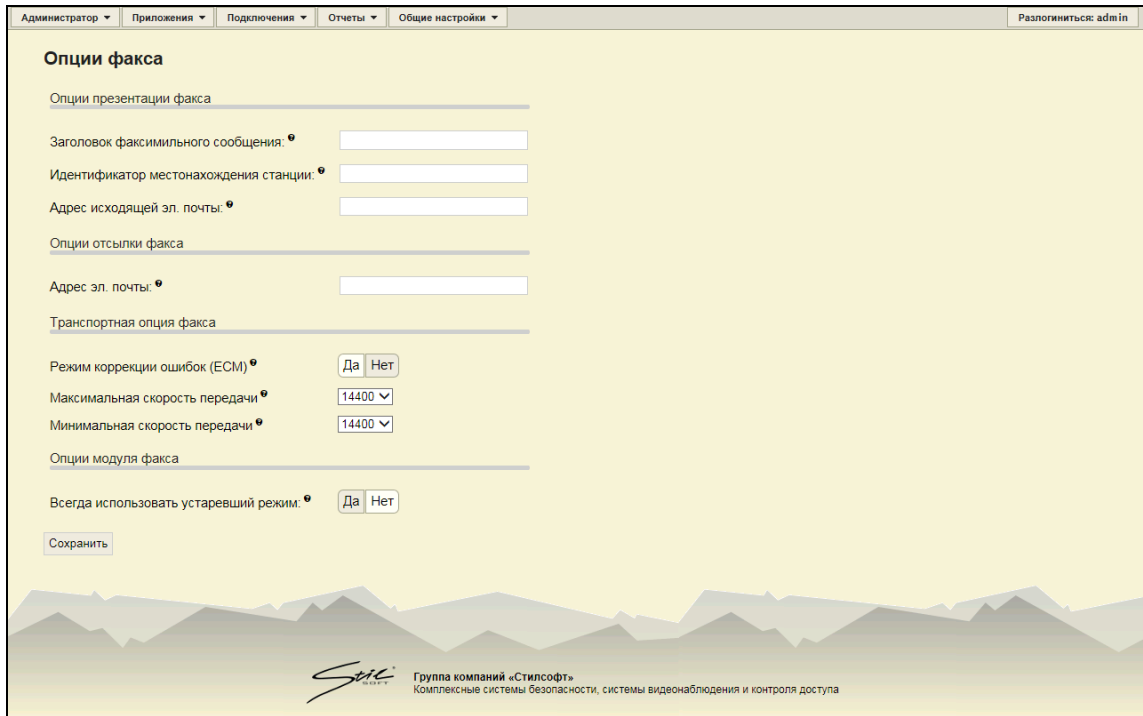 Администратор Приложения Подключения Отчеты Общие настройки Разлогиниться: admin
Опции факса
Опции презентации факса
Заголовок факсимильного сообщения: ?
Идентификатор местонахождения станции: ?
Адрес исходящей эл. почты: ?
Опции отсылки факса
Адрес эл. почты: ?
Транспортная опция факса
Режим коррекции ошибок (ECM) ? Да Нет
Максимальная скорость передачи ? 14400
Минимальная скорость передачи ? 14400
Опции модуля факса
Всегда использовать устаревший режим: ? Да Нет
Сохранить
Stil SOFT
Группа компаний «Стилсофт»
Комплексные системы безопасности, системы видеонаблюдения и контроля доступа